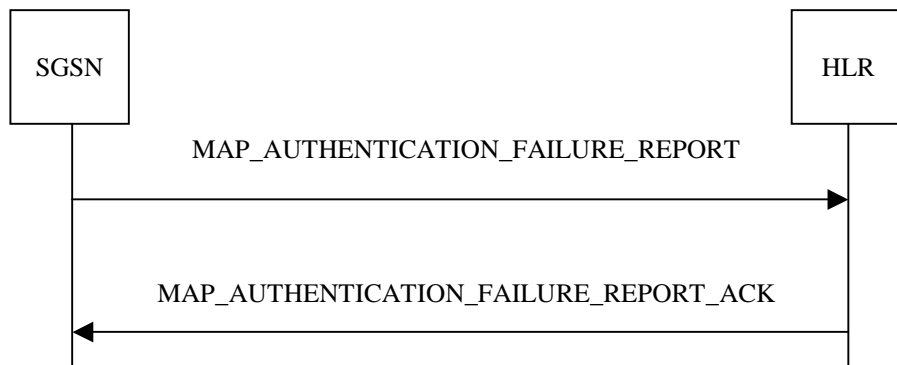 SGSN
HLR
MAP_AUTHENTICATION_FAILURE_REPORT
MAP_AUTHENTICATION_FAILURE_REPORT_ACK